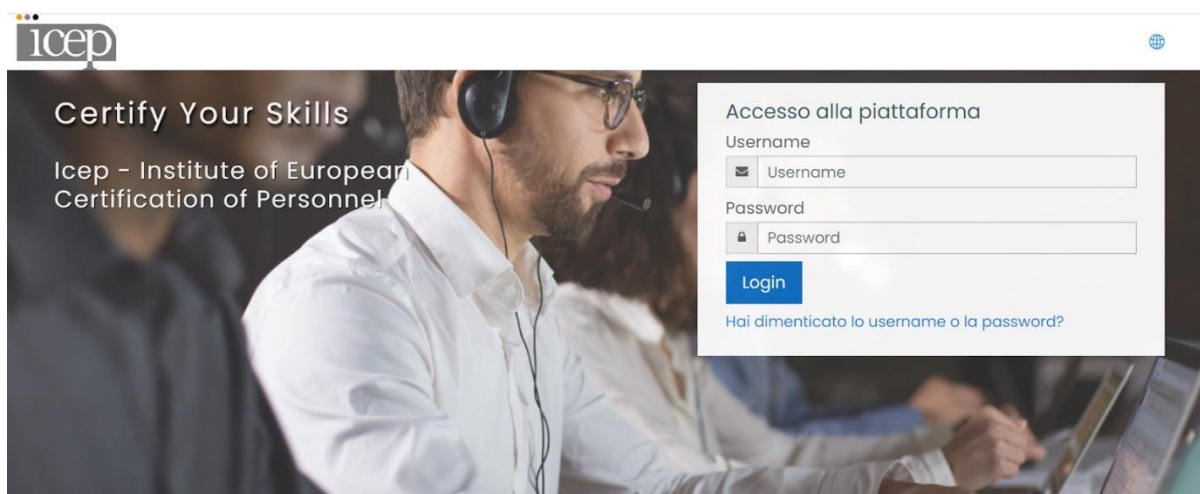 icep
Certify Your Skills
Icep - Institute of European
Certification of Personnel
Accesso alla piattaforma
Username
Username
Password
Password
Login
Hai dimenticato lo username o la password?